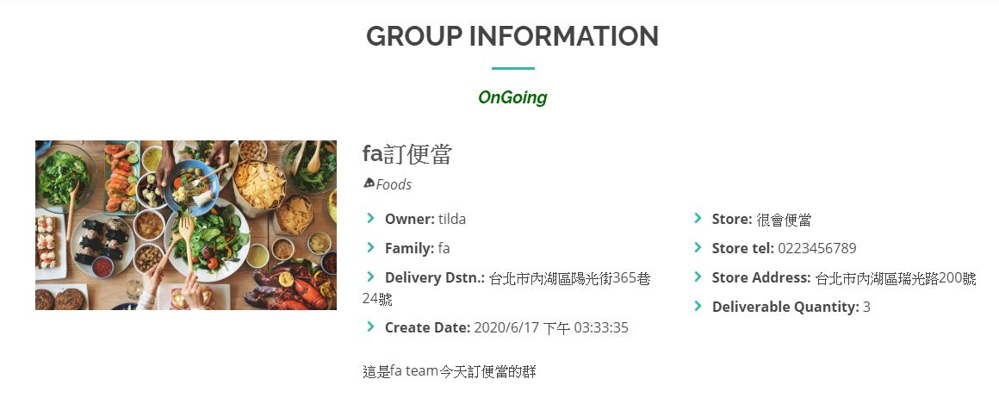 GROUP INFORMATION
OnGoing
fa訂便當
Foods
Owner: tilda
Family: fa
Delivery Dstn.: 台北市內湖區陽光街365巷
24號
Create Date: 2020/6/17 下午 03:33:35
Store: 很會便當
Store tel: 0223456789
Store Address: 台北市內湖區瑞光路200號
Deliverable Quantity: 3
這是fa team今天訂便當的群